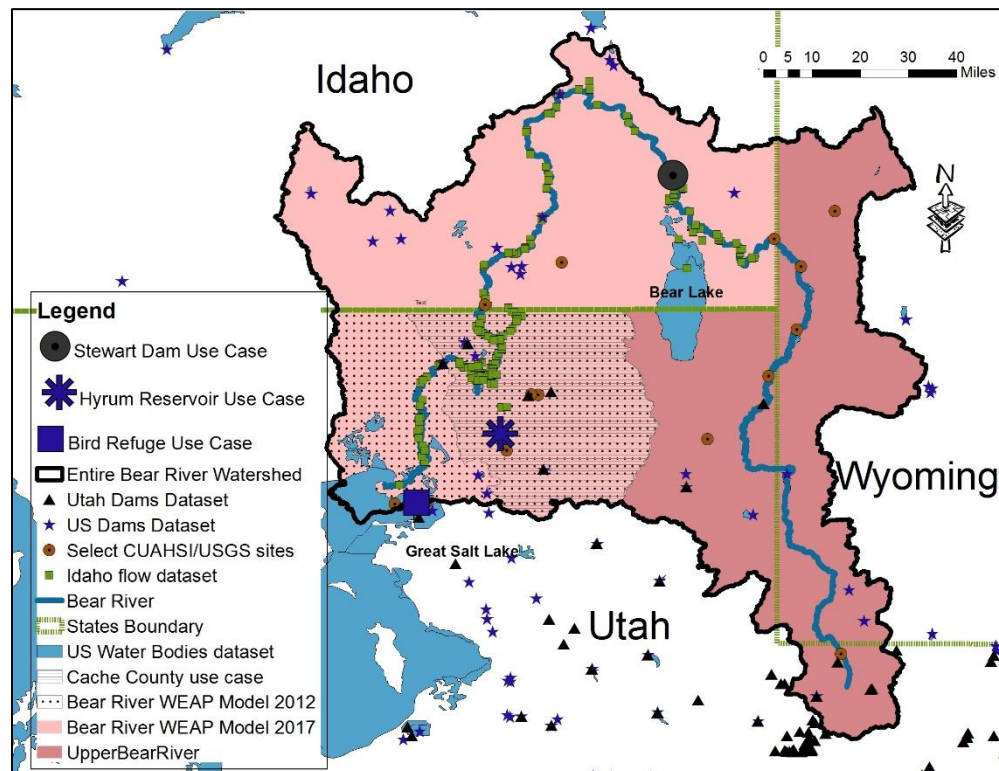 Idaho
0 5 10 20 30 40
Miles
N
Bear Lake
Text
Wyoming
Great Salt Lake
Utah
Legend
Stewart Dam Use Case
Hyrum Reservoir Use Case
Bird Refuge Use Case
Entire Bear River Watershed
Utah Dams Dataset
US Dams Dataset
Select CUAHSI/USGS sites
Idaho flow dataset
Bear River
States Boundary
US Water Bodies dataset
Cache County use case
Bear River WEAP Model 2012
Bear River WEAP Model 2017
UpperBearRiver